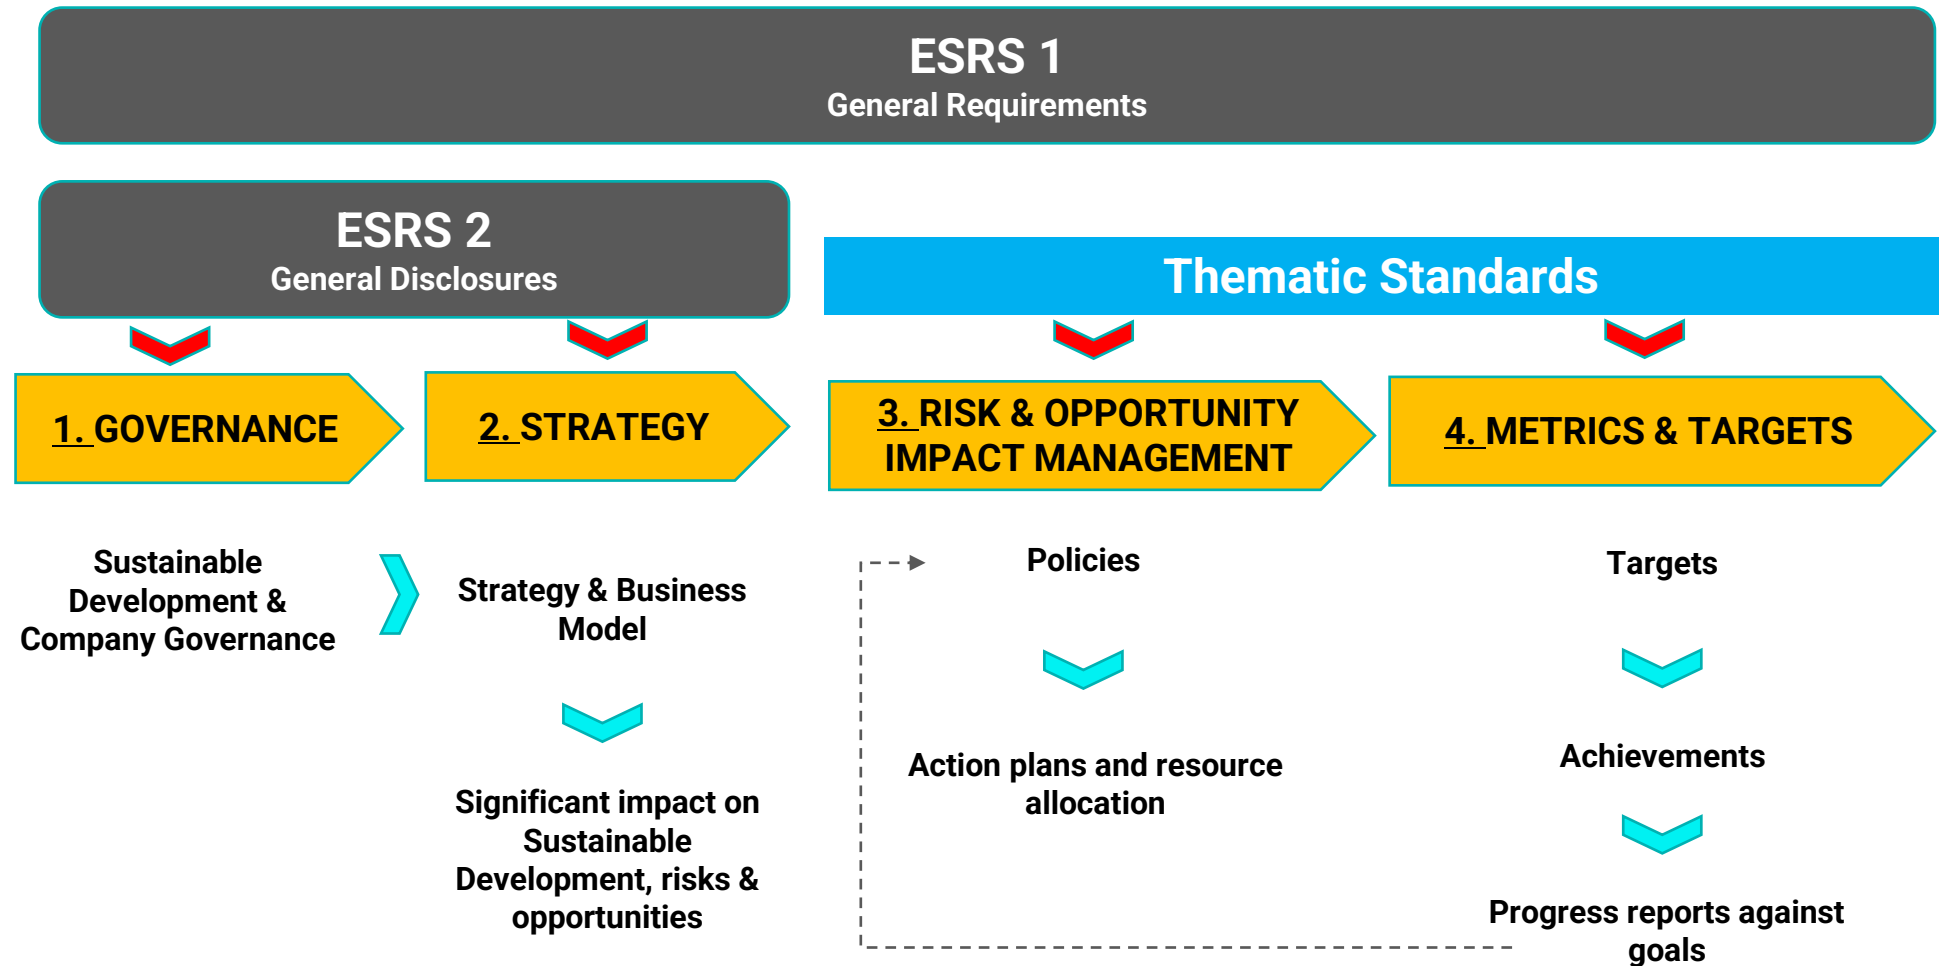 ESRS 1
General Requirements
ESRS 2
General Disclosures
Thematic Standards
1. GOVERNANCE
2. STRATEGY
3. RISK & OPPORTUNITY
IMPACT MANAGEMENT
4. METRICS & TARGETS
Sustainable
Development &
Company Governance
Strategy & Business
Model
Significant impact on
Sustainable
Development, risks &
opportunities
Policies
Action plans and resource
allocation
Targets
Achievements
Progress reports against
goals